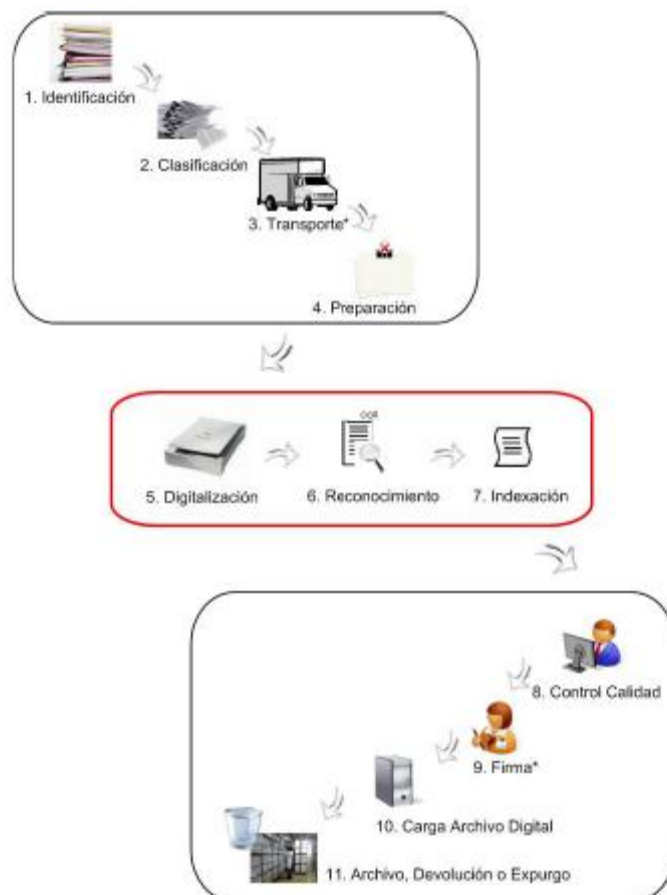 1. Identificación
2. Clasificación
3. Transporte*
4. Preparación
OCR
5. Digitalización
6. Reconocimiento
7. Indexación
8. Control Calidad
9. Firma*
10. Carga Archivo Digital
11. Archivo, Devolución o Expurgo